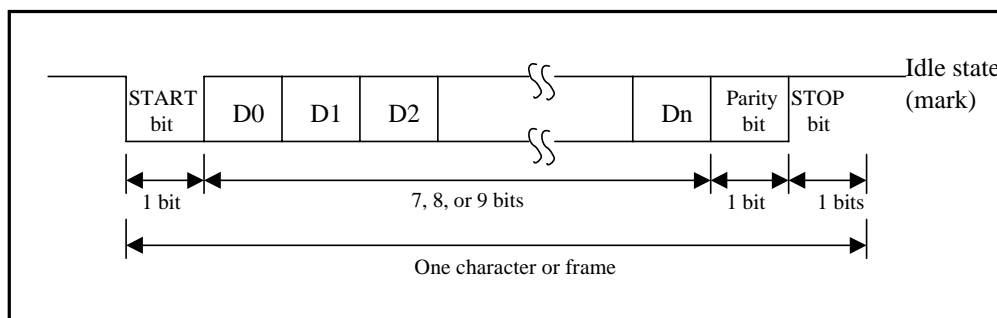 Idle state
(mark)
START
bit
D0
D1
D2
Dn
Parity
bit
STOP
bit
1 bit
7, 8, or 9 bits
1 bit
1 bits
One character or frame